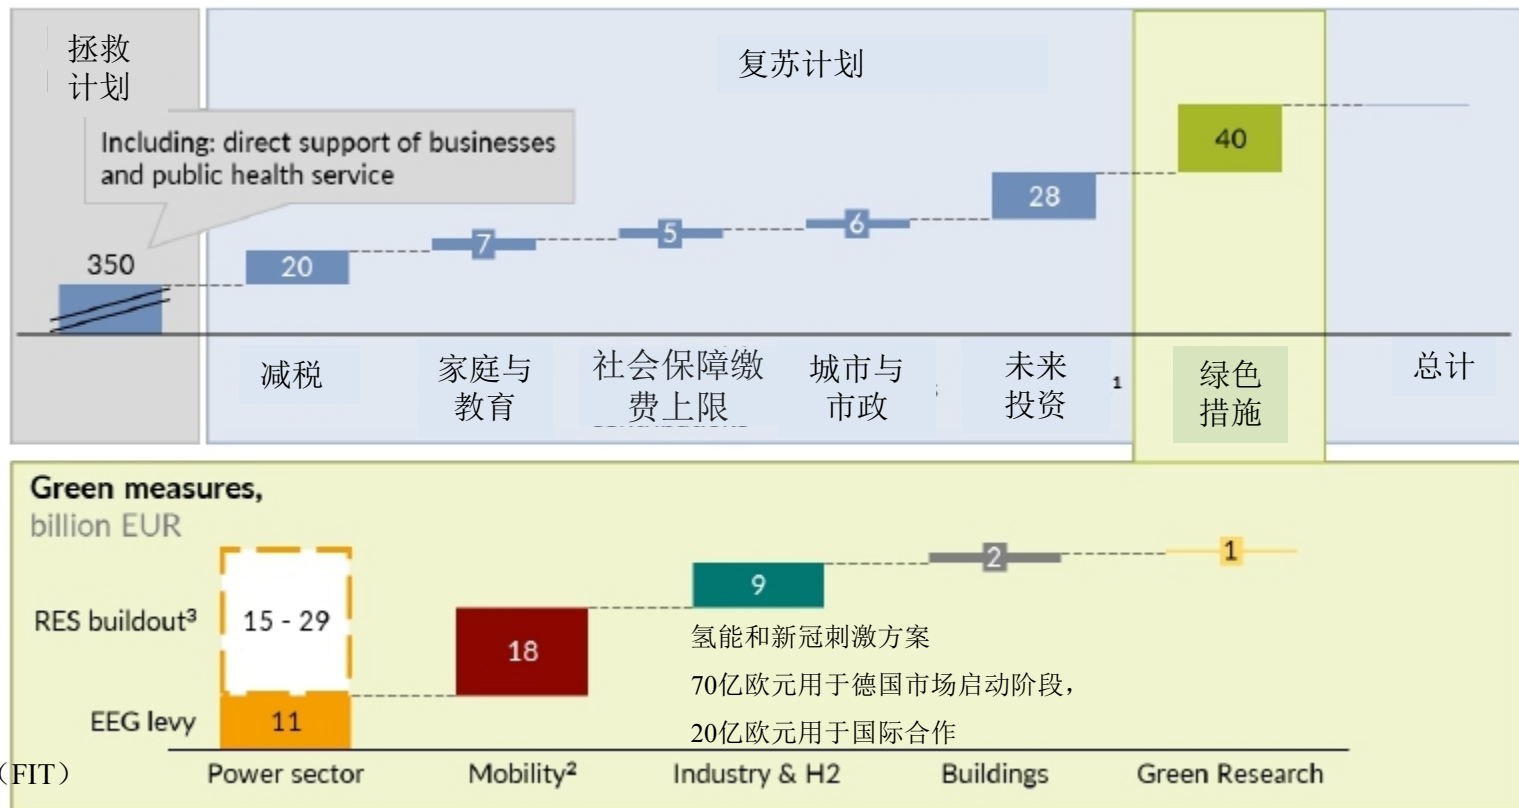 拯救
计划
复苏计划
Including: direct support of businesses
and public health service
350
20
7
5
6
28
40
减税
家庭与
教育
社会保障缴
费上限
城市与
市政
未来
投资
1
绿色
措施
总计
Green measures,
billion EUR
RES buildout³
15 - 29
EEG levy
11
18
9
2
1
氢能和新冠刺激方案
70亿欧元用于德国市场启动阶段，
20亿欧元用于国际合作
（FIT）
Power sector
Mobility²
Industry & H2
Buildings
Green Research